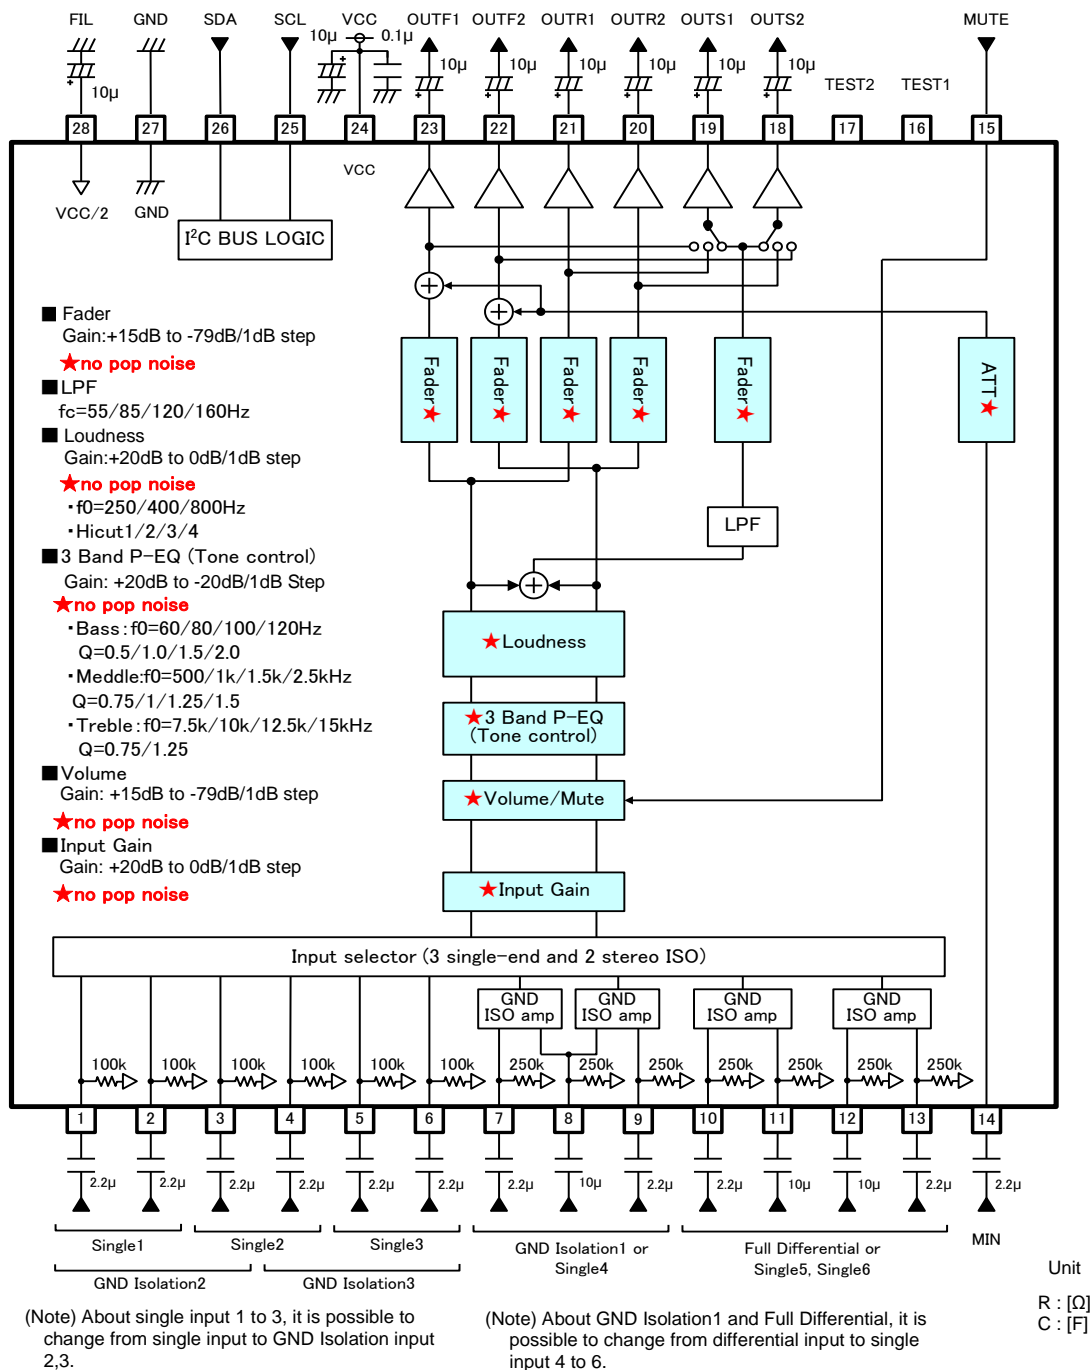 FIL GND SDA SCL VCC OUTF1 OUTF2 OUTR1 OUTR2 OUTS1 OUTS2 MUTE
10μ 0.1μ
10μ 10μ 10μ 10μ 10μ 10μ 10μ
TEST2 TEST1
28 27 26 25 24 23 22 21 20 19 18 17 16 15
VCC
VCC/2 GND
I²C BUS LOGIC
■ Fader
Gain:+15dB to -79dB/1dB step
★no pop noise
■ LPF
fc=55/85/120/160Hz
■ Loudness
Gain:+20dB to 0dB/1dB step
★no pop noise
・f0=250/400/800Hz
・Hicut1/2/3/4
■ 3 Band P-EQ (Tone control)
Gain: +20dB to -20dB/1dB Step
★no pop noise
・Bass:f0=60/80/100/120Hz
Q=0.5/1.0/1.5/2.0
・Meddle:f0=500/1k/1.5k/2.5kHz
Q=0.75/1/1.25/1.5
・Treble:f0=7.5k/10k/12.5k/15kHz
Q=0.75/1.25
■ Volume
Gain: +15dB to -79dB/1dB step
★no pop noise
■ Input Gain
Gain: +20dB to 0dB/1dB step
★no pop noise
Fader★ Fader★ Fader★ Fader★ Fader★ ATT★
LPF
★Loudness
★3 Band P-EQ
(Tone control)
★Volume/Mute
★Input Gain
Input selector (3 single-end and 2 stereo ISO)
GND
ISO amp
GND
ISO amp
GND
ISO amp
GND
ISO amp
100k 100k 100k 100k 100k 100k 250k 250k 250k 250k 250k 250k 250k
1 2 3 4 5 6 7 8 9 10 11 12 13 14
2.2μ 2.2μ 2.2μ 2.2μ 2.2μ 2.2μ 2.2μ 10μ 2.2μ 2.2μ 10μ 10μ 2.2μ 2.2μ
Single1 Single2 Single3
GND Isolation2 GND Isolation3
GND Isolation1 or
Single4
Full Differential or
Single5, Single6
MIN
(Note) About single input 1 to 3, it is possible to
change from single input to GND Isolation input
2,3.
(Note) About GND Isolation1 and Full Differential, it is
possible to change from differential input to single
input 4 to 6.
Unit
R : [Ω]
C : [F]